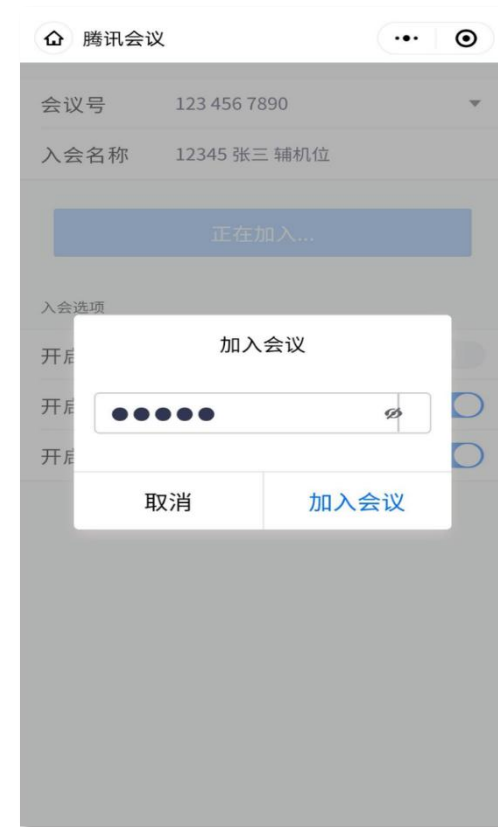 腾讯会议
会议号 123 456 7890
入会名称 12345 张三 辅机位
正在加入...
入会选项
加入会议
开启
开启
开启
取消 加入会议